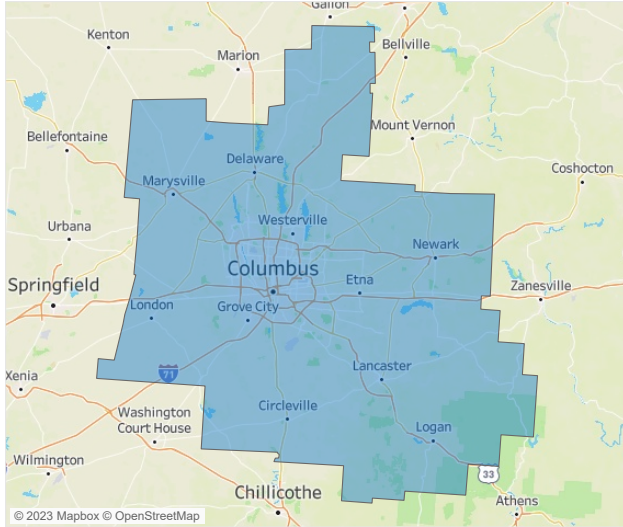 Galion
Kenton
Bellville
Marion
Mount Vernon
Bellefontaine
Delaware
Coshocton
Marysville
Urbana
Westerville
Newark
Columbus
Springfield
Etna
Zanesville
London
Grove City
71
Lancaster
Xenia
Circleville
Washington
Court House
Logan
Wilmington
33
Chillicothe
Athens
© 2023 Mapbox © OpenStreetMap